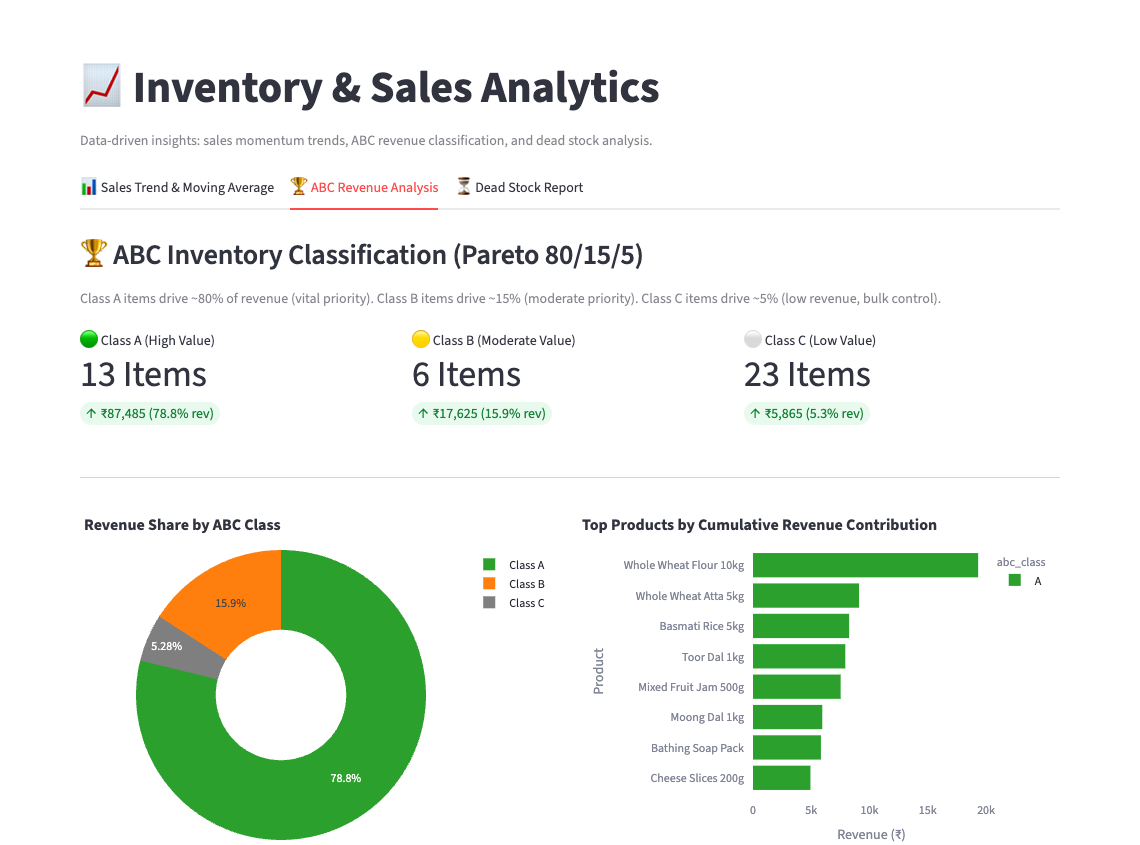 📈 Inventory & Sales Analytics
Data-driven insights: sales momentum trends, ABC revenue classification, and dead stock analysis.
📊 Sales Trend & Moving Average 🏆 ABC Revenue Analysis ⏳ Dead Stock Report
🏆 ABC Inventory Classification (Pareto 80/15/5)
Class A items drive ~80% of revenue (vital priority). Class B items drive ~15% (moderate priority). Class C items drive ~5% (low revenue, bulk control).
🟢 Class A (High Value)
13 Items
↑ ₹87,485 (78.8% rev)
🟡 Class B (Moderate Value)
6 Items
↑ ₹17,625 (15.9% rev)
⚪ Class C (Low Value)
23 Items
↑ ₹5,865 (5.3% rev)
Revenue Share by ABC Class
15.9%
5.28%
78.8%
Class A
Class B
Class C
Top Products by Cumulative Revenue Contribution
Product
Whole Wheat Flour 10kg
Whole Wheat Atta 5kg
Basmati Rice 5kg
Toor Dal 1kg
Mixed Fruit Jam 500g
Moong Dal 1kg
Bathing Soap Pack
Cheese Slices 200g
0 5k 10k 15k 20k
Revenue (₹)
abc_class
A